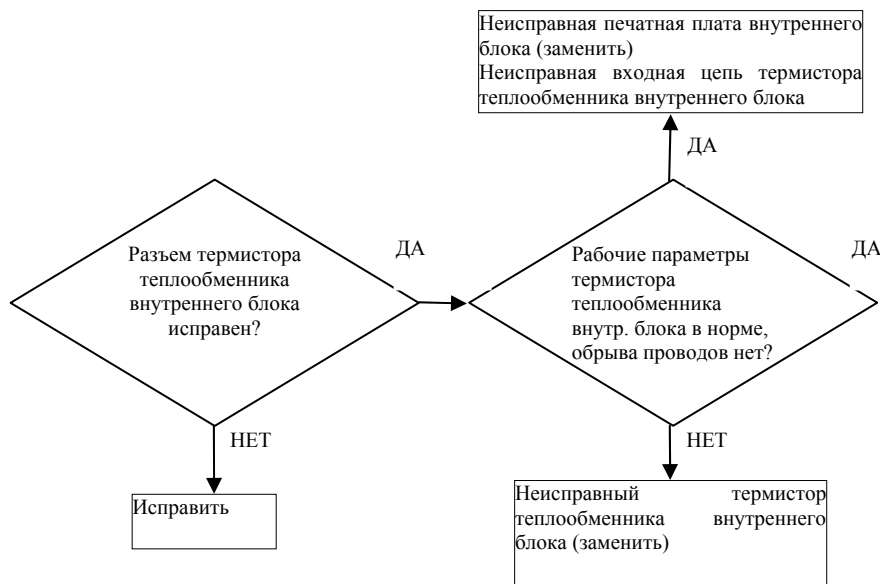 Неисправная печатная плата внутреннего
блока (заменить)
Неисправная входная цепь термистора
теплообменника внутреннего блока
ДА
Разъем термистора
теплообменника
внутреннего блока
исправен?
ДА
Рабочие параметры
термистора
теплообменника
внутр. блока в норме,
обрыва проводов нет?
ДА
НЕТ
НЕТ
Исправить
Неисправный термистор
теплообменника внутреннего
блока (заменить)